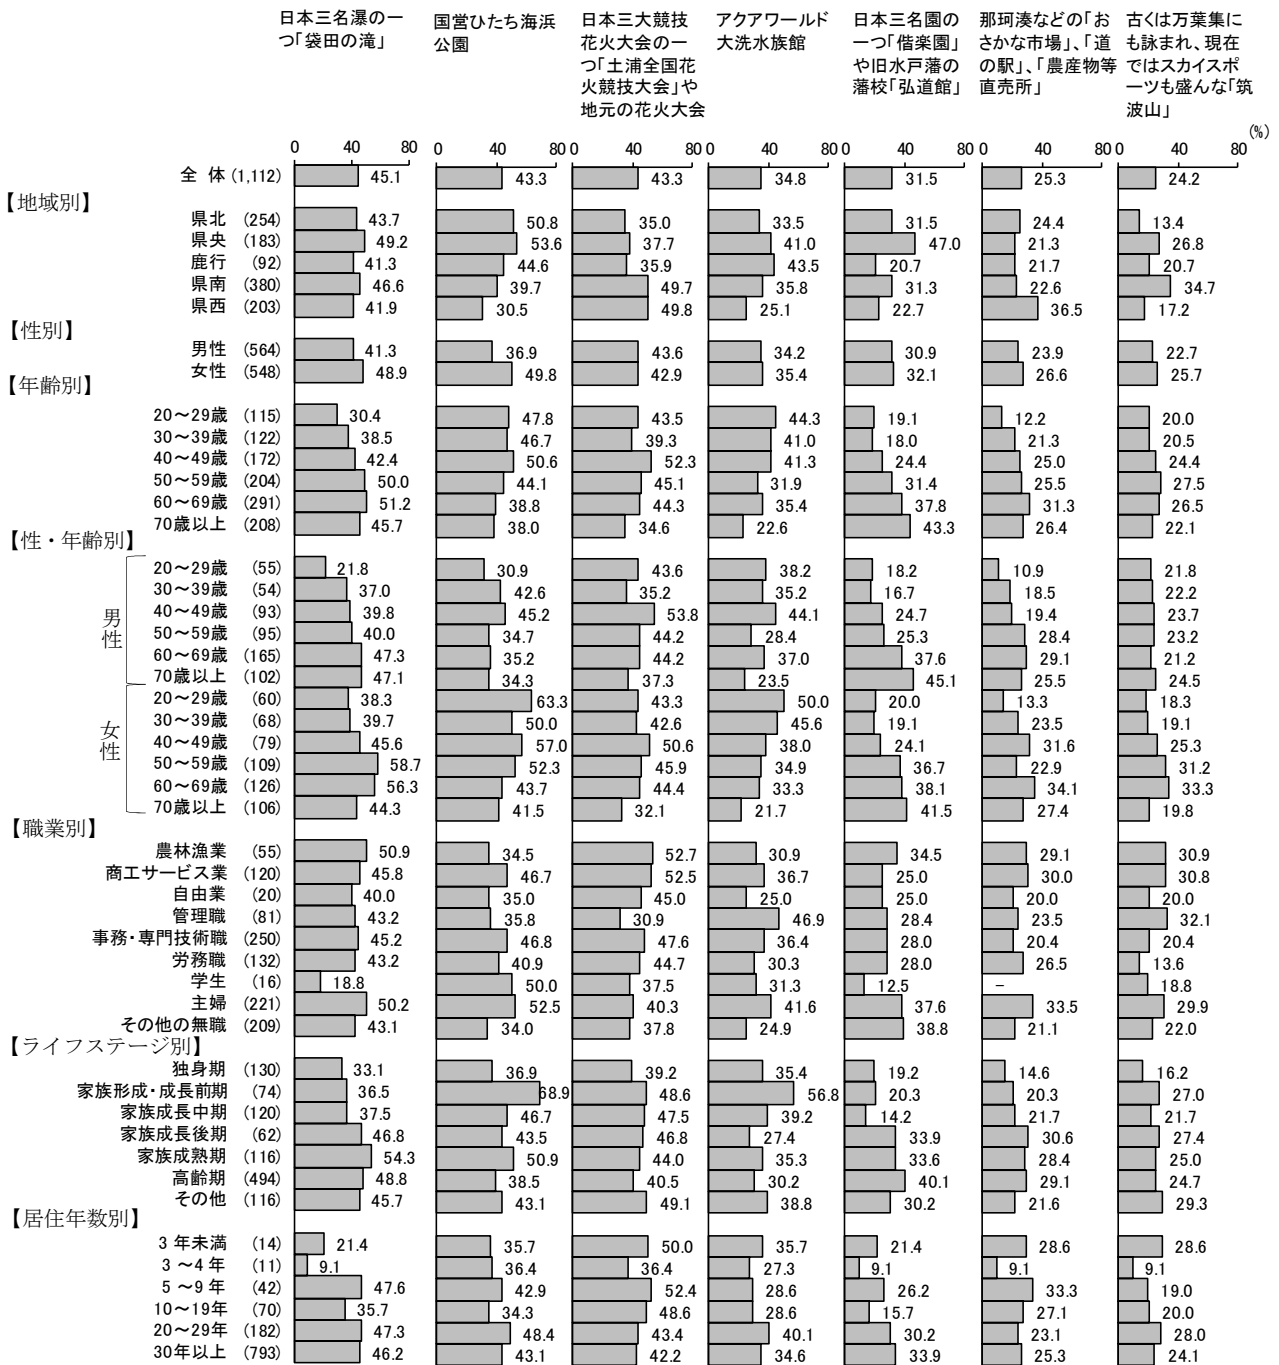 日本三名瀑の一
つ「袋田の滝」
国営ひたち海浜
公園
日本三大競技
花火大会の一
つ「土浦全国花
火競技大会」や
地元の花火大会
アクアワールド
大洗水族館
日本三名園の
一つ「偕楽園」
や旧水戸藩の
藩校「弘道館」
那珂湊などの「お
さかな市場」、「道
の駅」、「農産物等
直売所」
古くは万葉集に
も詠まれ、現在
ではスカイスポ
ーツも盛んな「筑
波山」
(%)
0 40 80 0 40 80 0 40 80 0 40 80 0 40 80 0 40 80 0 40 80
全 体 (1,112) 45.1 43.3 43.3 34.8 31.5 25.3 24.2
【地域別】
県北 (254) 43.7 50.8 35.0 33.5 31.5 24.4 13.4
県央 (183) 49.2 53.6 37.7 41.0 47.0 21.3 26.8
鹿行 (92) 41.3 44.6 35.9 43.5 20.7 21.7 20.7
県南 (380) 46.6 39.7 49.7 35.8 31.3 22.6 34.7
県西 (203) 41.9 30.5 49.8 25.1 22.7 36.5 17.2
【性別】
男性 (564) 41.3 36.9 43.6 34.2 30.9 23.9 22.7
女性 (548) 48.9 49.8 42.9 35.4 32.1 26.6 25.7
【年齢別】
20～29歳 (115) 30.4 47.8 43.5 44.3 19.1 12.2 20.0
30～39歳 (122) 38.5 46.7 39.3 41.0 18.0 21.3 20.5
40～49歳 (172) 42.4 50.6 52.3 41.3 24.4 25.0 24.4
50～59歳 (204) 50.0 44.1 45.1 31.9 31.4 25.5 27.5
60～69歳 (291) 51.2 38.8 44.3 35.4 37.8 31.3 26.5
70歳以上 (208) 45.7 38.0 34.6 22.6 43.3 26.4 22.1
【性・年齢別】
男性
20～29歳 (55) 21.8 30.9 43.6 38.2 18.2 10.9 21.8
30～39歳 (54) 37.0 42.6 35.2 35.2 16.7 18.5 22.2
40～49歳 (93) 39.8 45.2 53.8 44.1 24.7 19.4 23.7
50～59歳 (95) 40.0 34.7 44.2 28.4 25.3 28.4 23.2
60～69歳 (165) 47.3 35.2 44.2 37.0 37.6 29.1 21.2
70歳以上 (102) 47.1 34.3 37.3 23.5 45.1 25.5 24.5
女性
20～29歳 (60) 38.3 63.3 43.3 50.0 20.0 13.3 18.3
30～39歳 (68) 39.7 50.0 42.6 45.6 19.1 23.5 19.1
40～49歳 (79) 45.6 57.0 50.6 38.0 24.1 31.6 25.3
50～59歳 (109) 58.7 52.3 45.9 34.9 36.7 22.9 31.2
60～69歳 (126) 56.3 43.7 44.4 33.3 38.1 34.1 33.3
70歳以上 (106) 44.3 41.5 32.1 21.7 41.5 27.4 19.8
【職業別】
農林漁業 (55) 50.9 34.5 52.7 30.9 34.5 29.1 30.9
商工サービス業 (120) 45.8 46.7 52.5 36.7 25.0 30.0 30.8
自由業 (20) 40.0 35.0 45.0 25.0 25.0 20.0 20.0
管理職 (81) 43.2 35.8 30.9 46.9 28.4 23.5 32.1
事務・専門技術職 (250) 45.2 46.8 47.6 36.4 28.0 20.4 20.4
労務職 (132) 43.2 40.9 44.7 30.3 28.0 26.5 13.6
学生 (16) 18.8 50.0 37.5 31.3 12.5 － 18.8
主婦 (221) 50.2 52.5 40.3 41.6 37.6 33.5 29.9
その他の無職 (209) 43.1 34.0 37.8 24.9 38.8 21.1 22.0
【ライフステージ別】
独身期 (130) 33.1 36.9 39.2 35.4 19.2 14.6 16.2
家族形成・成長前期 (74) 36.5 68.9 48.6 56.8 20.3 20.3 27.0
家族成長中期 (120) 37.5 46.7 47.5 39.2 14.2 21.7 21.7
家族成長後期 (62) 46.8 43.5 46.8 27.4 33.9 30.6 27.4
家族成熟期 (116) 54.3 50.9 44.0 35.3 33.6 28.4 25.0
高齢期 (494) 48.8 38.5 40.5 30.2 40.1 29.1 24.7
その他 (116) 45.7 43.1 49.1 38.8 30.2 21.6 29.3
【居住年数別】
３年未満 (14) 21.4 35.7 50.0 35.7 21.4 28.6 28.6
３～４年 (11) 9.1 36.4 36.4 27.3 9.1 9.1 9.1
５～９年 (42) 47.6 42.9 52.4 28.6 26.2 33.3 19.0
10～19年 (70) 35.7 34.3 48.6 28.6 15.7 27.1 20.0
20～29年 (182) 47.3 48.4 43.4 40.1 30.2 23.1 28.0
30年以上 (793) 46.2 43.1 42.2 34.6 33.9 25.3 24.1